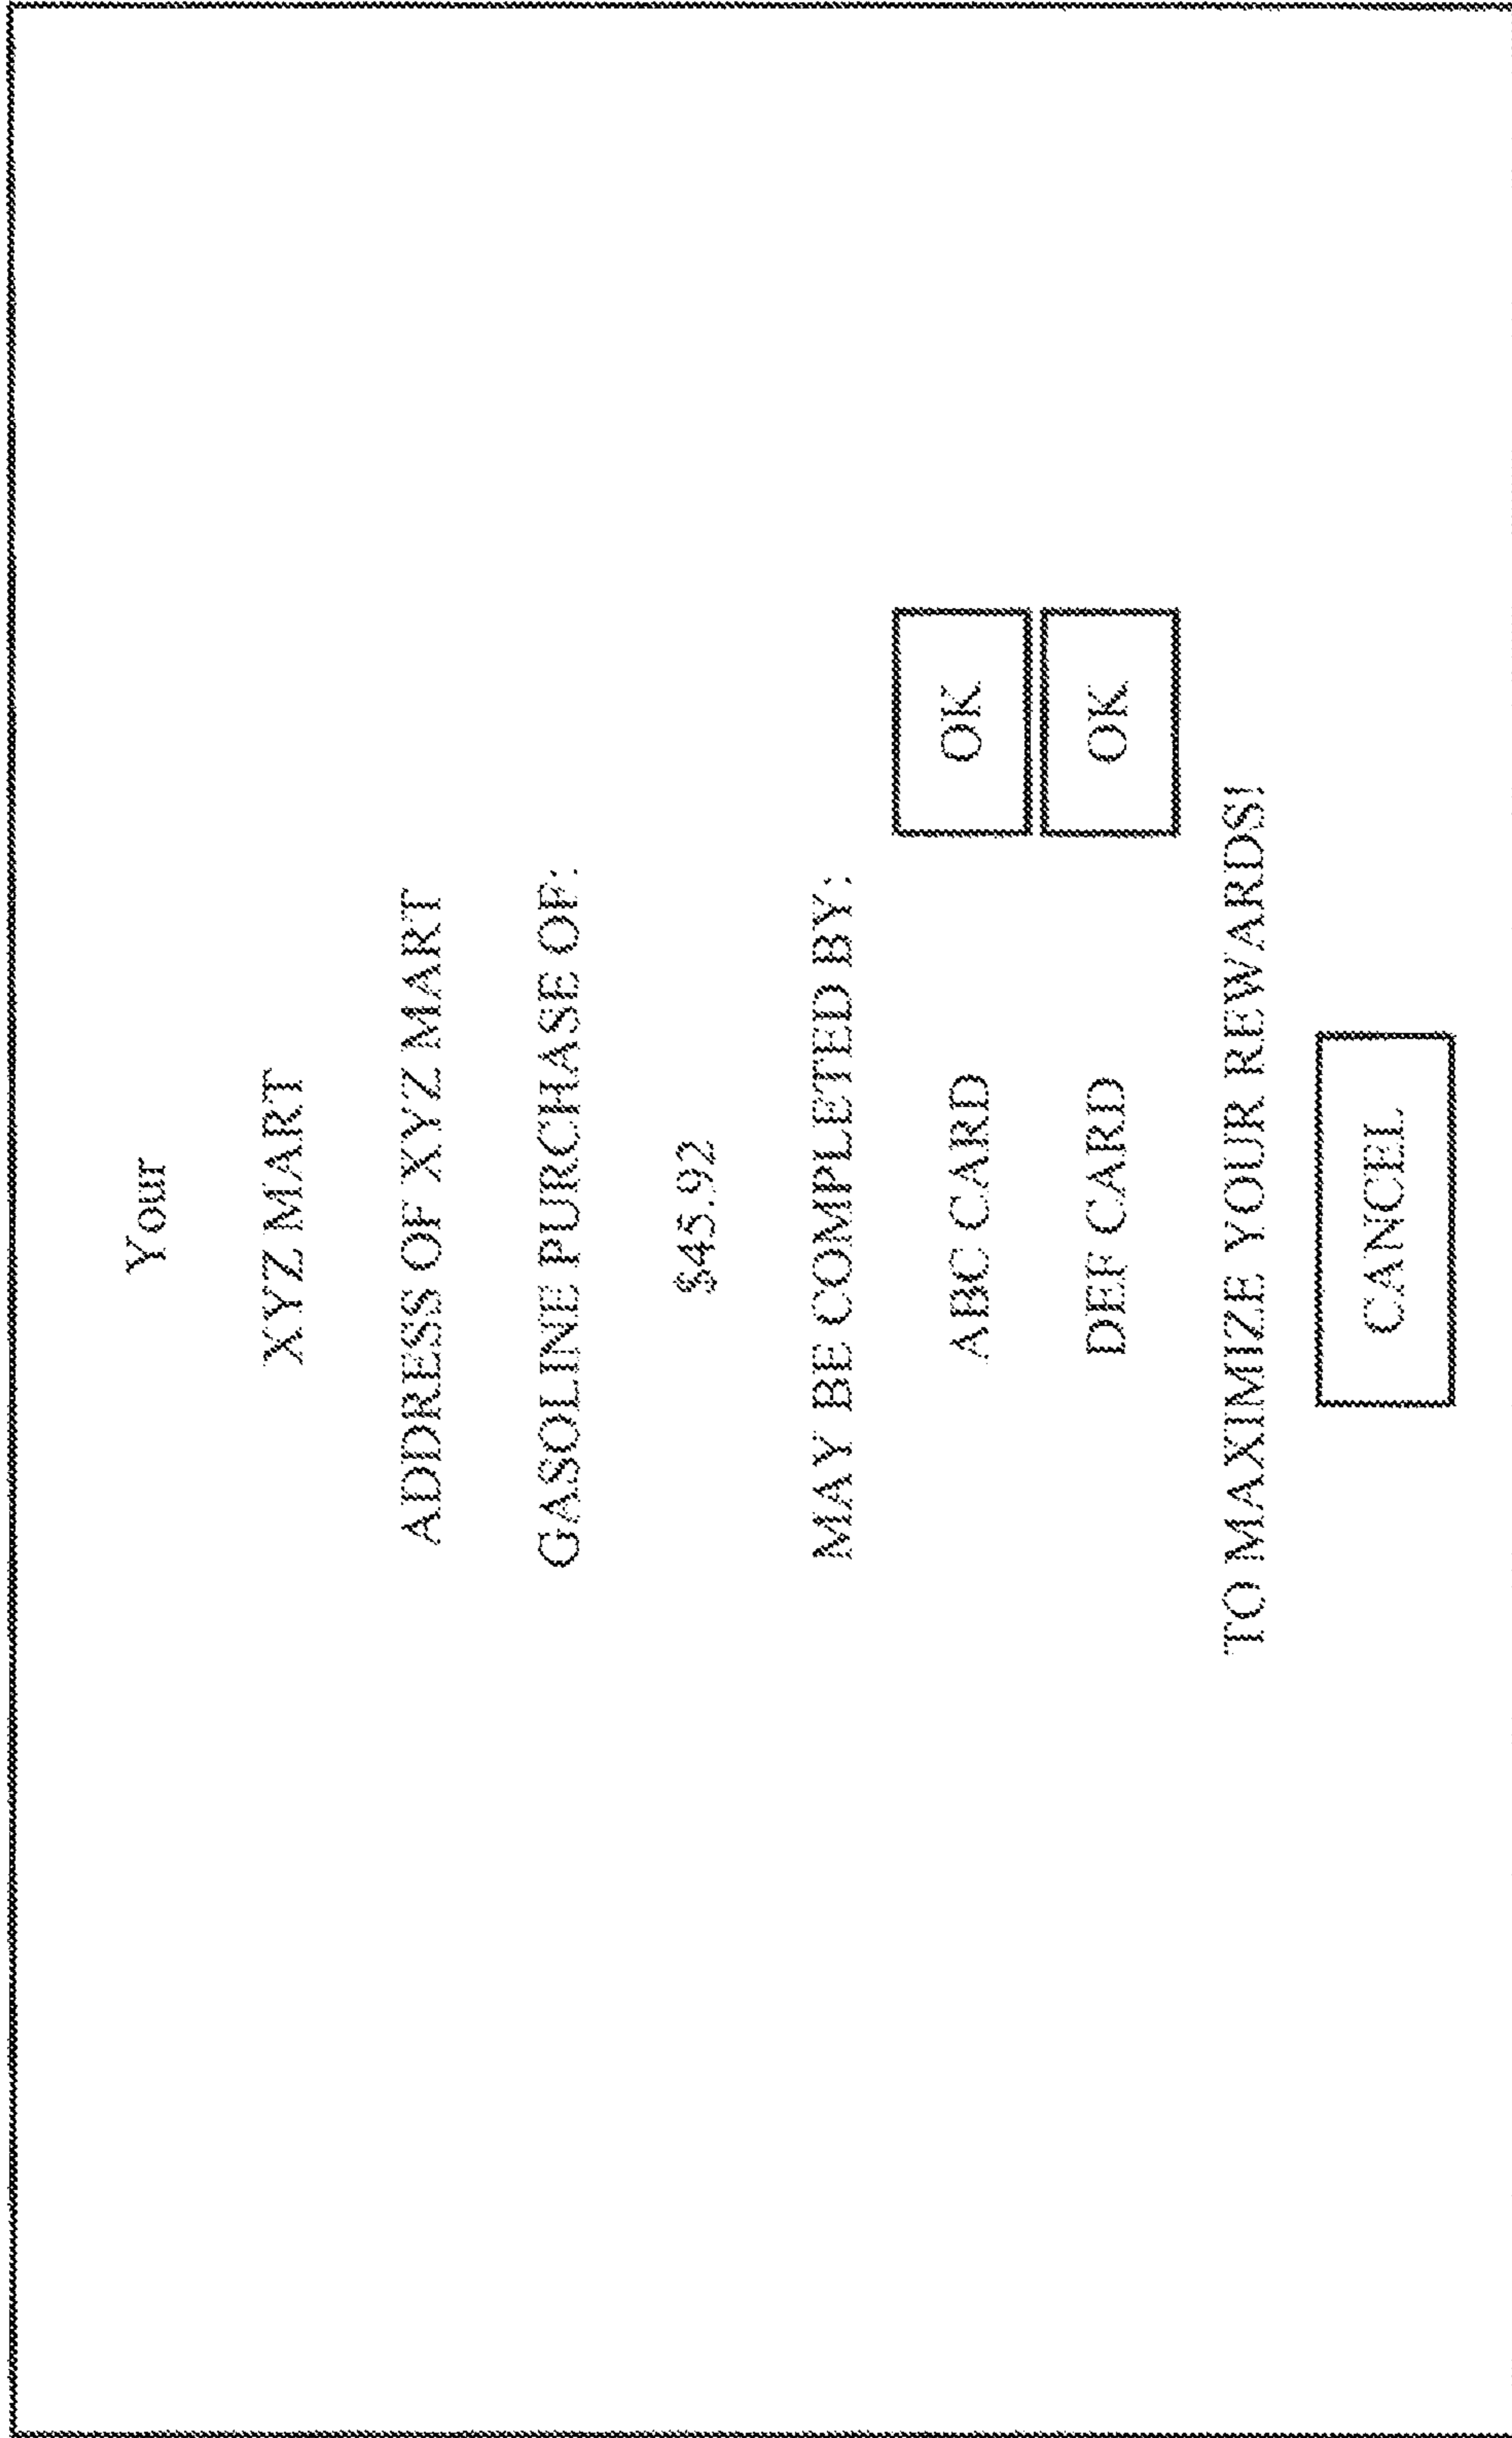 Your
XYZ MART
ADDRESS OF XYZ MART
GASOLINE PURCHASE OF:
$45.92
MAY BE COMPLETED BY:
ABC CARD OK
DEF CARD OK
TO MAXIMIZE YOUR REWARDS!
CANCEL